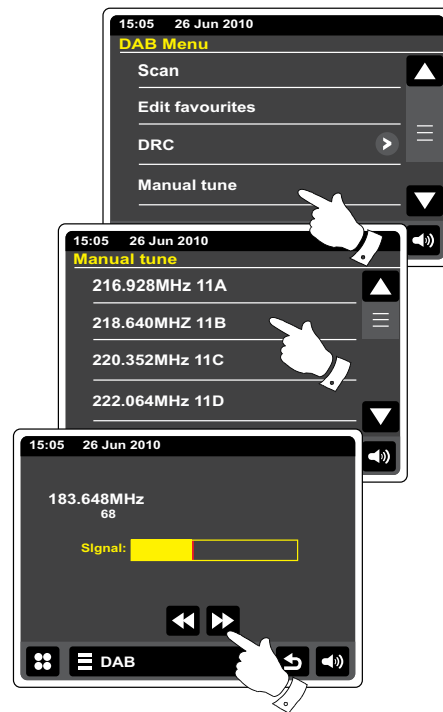 15:05 26 Jun 2010
DAB Menu
Scan
Edit favourites
DRC
Manual tune
15:05 26 Jun 2010
Manual tune
216.928MHz 11A
218.640MHZ 11B
220.352MHz 11C
222.064MHz 11D
15:05 26 Jun 2010
183.648MHz
68
SIgnal:
DAB